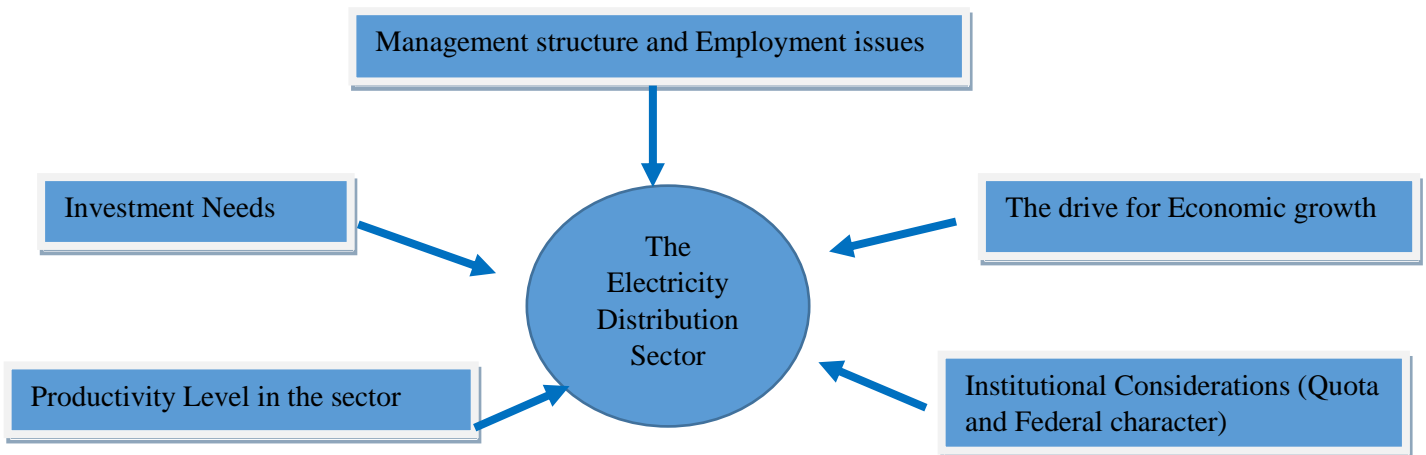 Management structure and Employment issues
Investment Needs
The drive for Economic growth
The
Electricity
Distribution
Sector
Productivity Level in the sector
Institutional Considerations (Quota
and Federal character)